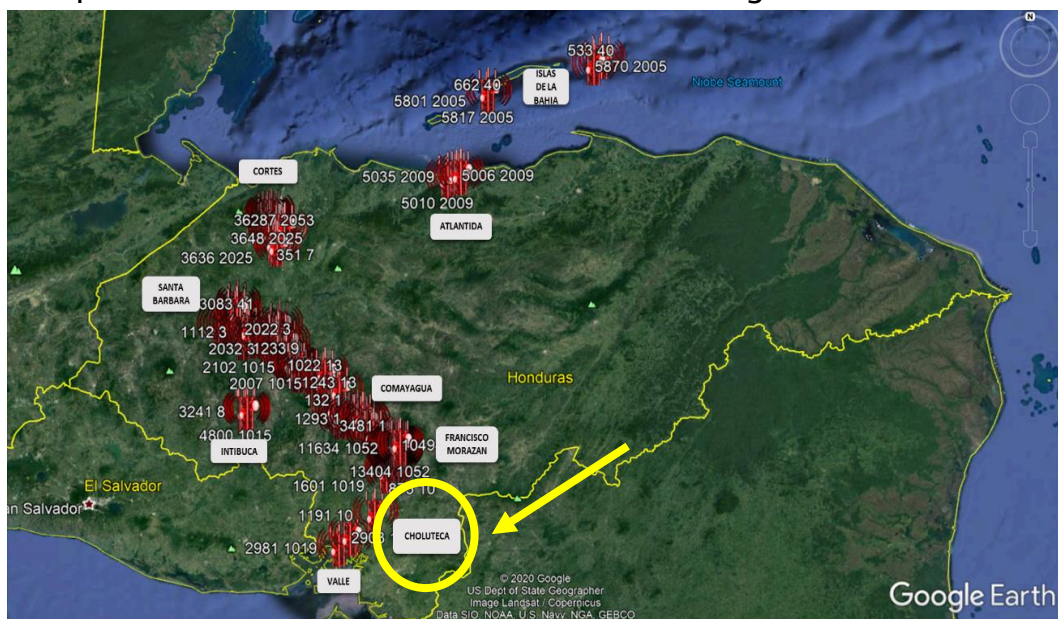 533 40
5870 2005
ISLAS
DE LA
BAHIA
Niobe Seamount
662 40
5801 2005
5817 2005
N
CORTES
5035 2009
5006 2009
5010 2009
ATLANTIDA
36287 2053
3648 2025
3636 2025
351 7
SANTA
BARBARA
3083 41
1112 3
2022 3
2032 3
1233 9
2102 1015
1022 13
2007 1015
1243 13
132 1
COMAYAGUA
Honduras
3241 8
1293 1
3481 1
4800 1015
INTIBUCA
11634 1052
1049
FRANCISCO
MORAZAN
13404 1052
1601 1019
El Salvador
an Salvador
1191 10
CHOLUTECA
2981 1019
VALLE
© 2020 Google
US Dept of State Geographer
Image Landsat / Copernicus
Data SIO, NOAA, U.S. Navy, NGA, GEBCO
Google Earth